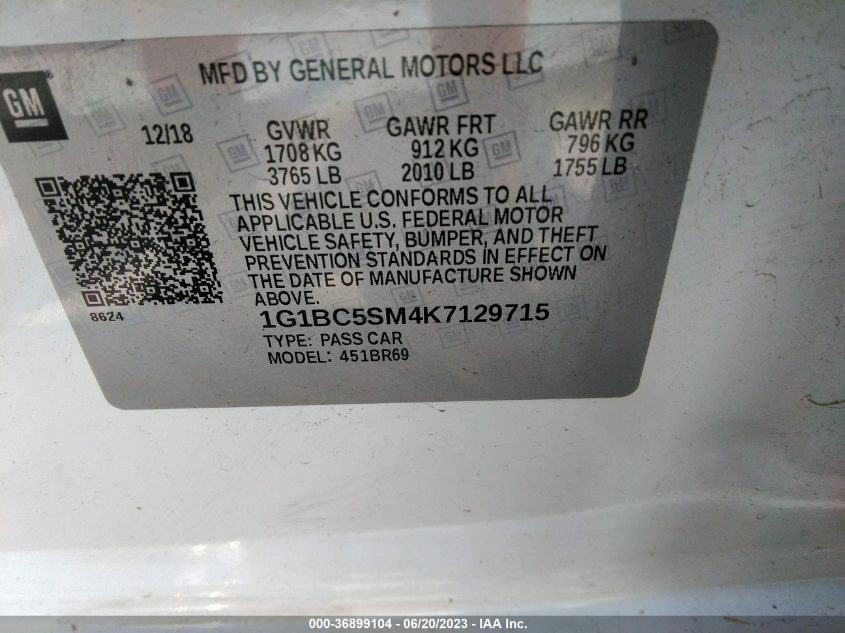 MFD BY GENERAL MOTORS LLC
GM
12/18 GVWR GAWR FRT GAWR RR
1708 KG 912 KG 796 KG
3765 LB 2010 LB 1755 LB
THIS VEHICLE CONFORMS TO ALL
APPLICABLE U.S. FEDERAL MOTOR
VEHICLE SAFETY, BUMPER, AND THEFT
PREVENTION STANDARDS IN EFFECT ON
THE DATE OF MANUFACTURE SHOWN
ABOVE.
8624
1G1BC5SM4K7129715
TYPE: PASS CAR
MODEL: 451BR69
000-36899104 - 06/20/2023 - IAA Inc.